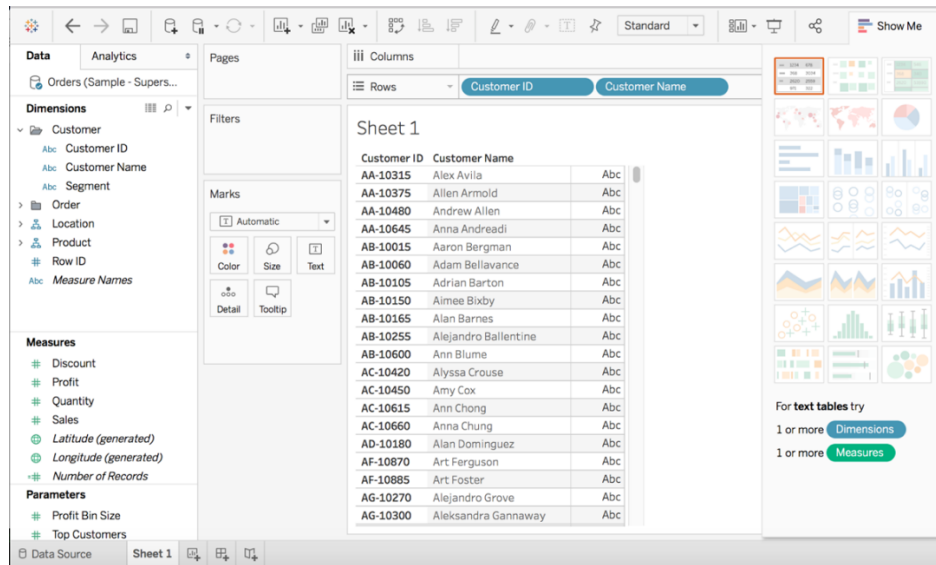 Standard
Show Me
Data
Analytics
Pages
iii Columns
Orders (Sample - Supers...
Rows
Customer ID
Customer Name
Dimensions
Filters
Customer
Abc Customer ID
Abc Customer Name
Abc Segment
Order
Location
Product
# Row ID
Abc Measure Names
Marks
T Automatic
Color
Size
Text
Detail
Tooltip
Sheet 1
Customer ID Customer Name
AA-10315 Alex Avila Abc
AA-10375 Allen Armold Abc
AA-10480 Andrew Allen Abc
AA-10645 Anna Andreadi Abc
AB-10015 Aaron Bergman Abc
AB-10060 Adam Bellavance Abc
AB-10105 Adrian Barton Abc
AB-10150 Aimee Bixby Abc
AB-10165 Alan Barnes Abc
AB-10255 Alejandro Ballentine Abc
AB-10600 Ann Blume Abc
AC-10420 Alyssa Crouse Abc
AC-10450 Amy Cox Abc
AC-10615 Ann Chong Abc
AC-10660 Anna Chung Abc
AD-10180 Alan Dominguez Abc
AF-10870 Art Ferguson Abc
AF-10885 Art Foster Abc
AG-10270 Alejandro Grove Abc
AG-10300 Aleksandra Gannaway Abc
Measures
# Discount
# Profit
# Quantity
# Sales
Latitude (generated)
Longitude (generated)
=# Number of Records
Parameters
# Profit Bin Size
# Top Customers
For text tables try
1 or more Dimensions
1 or more Measures
Data Source
Sheet 1